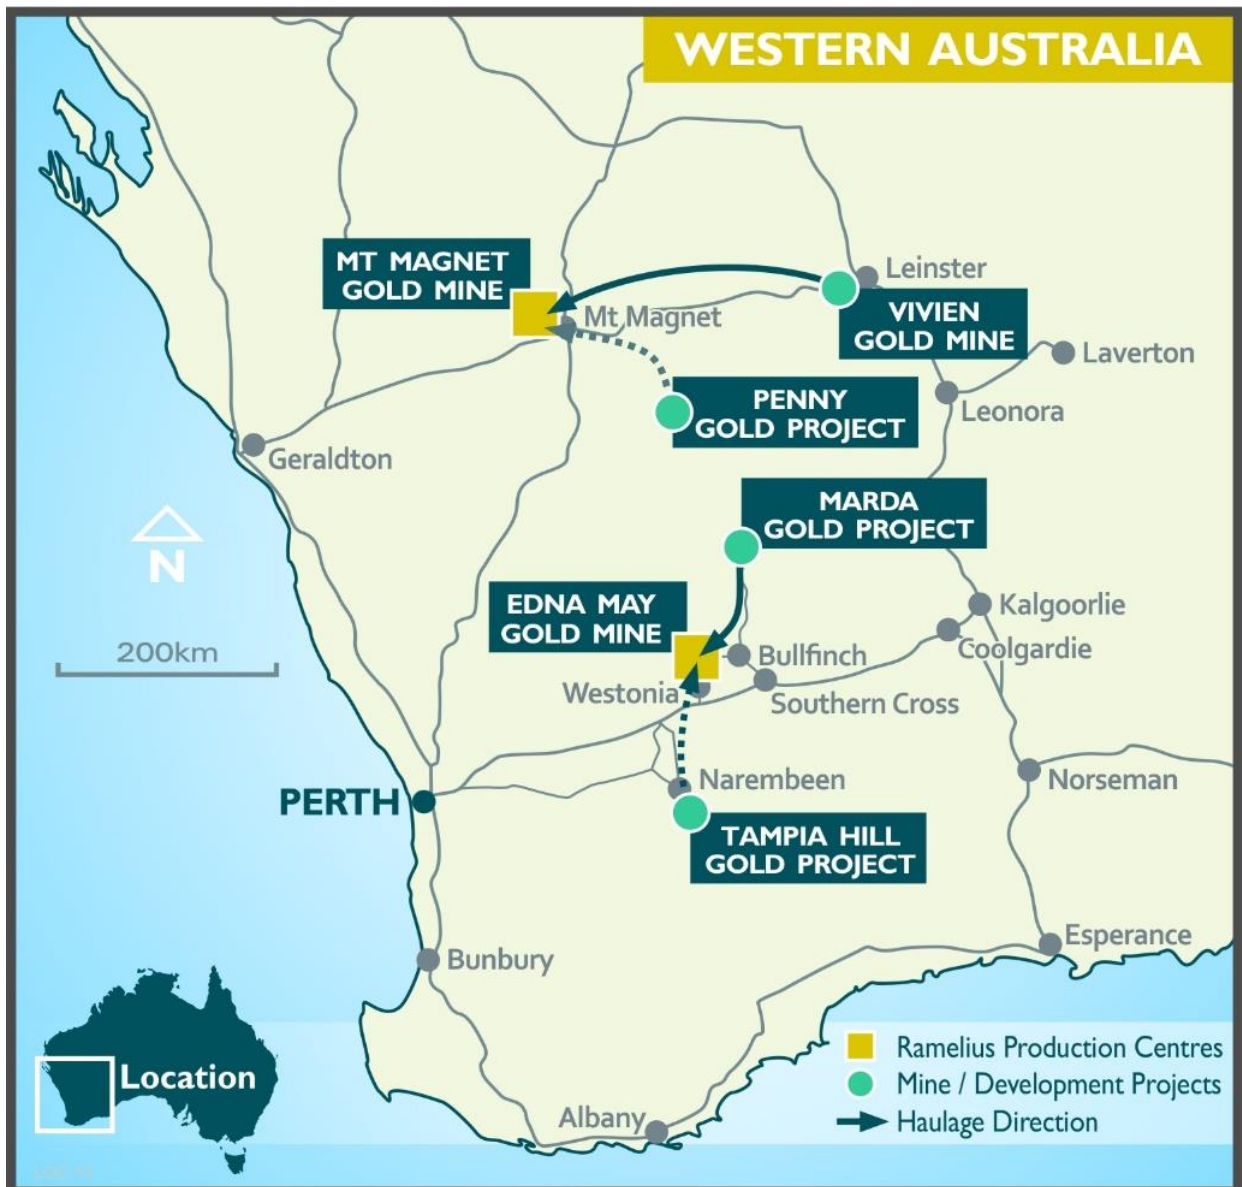 WESTERN AUSTRALIA
MT MAGNET
GOLD MINE
Leinster
Mt Magnet
VIVIEN
GOLD MINE
Laverton
PENNY
GOLD PROJECT
Leonora
Geraldton
MARDA
GOLD PROJECT
N
EDNA MAY
GOLD MINE
Kalgoorlie
200km
Coolgardie
Bullfinch
Westonia
Southern Cross
Narembeen
Norseman
PERTH
TAMPIA HILL
GOLD PROJECT
Esperance
Bunbury
Location
Ramelius Production Centres
Mine / Development Projects
Haulage Direction
Albany